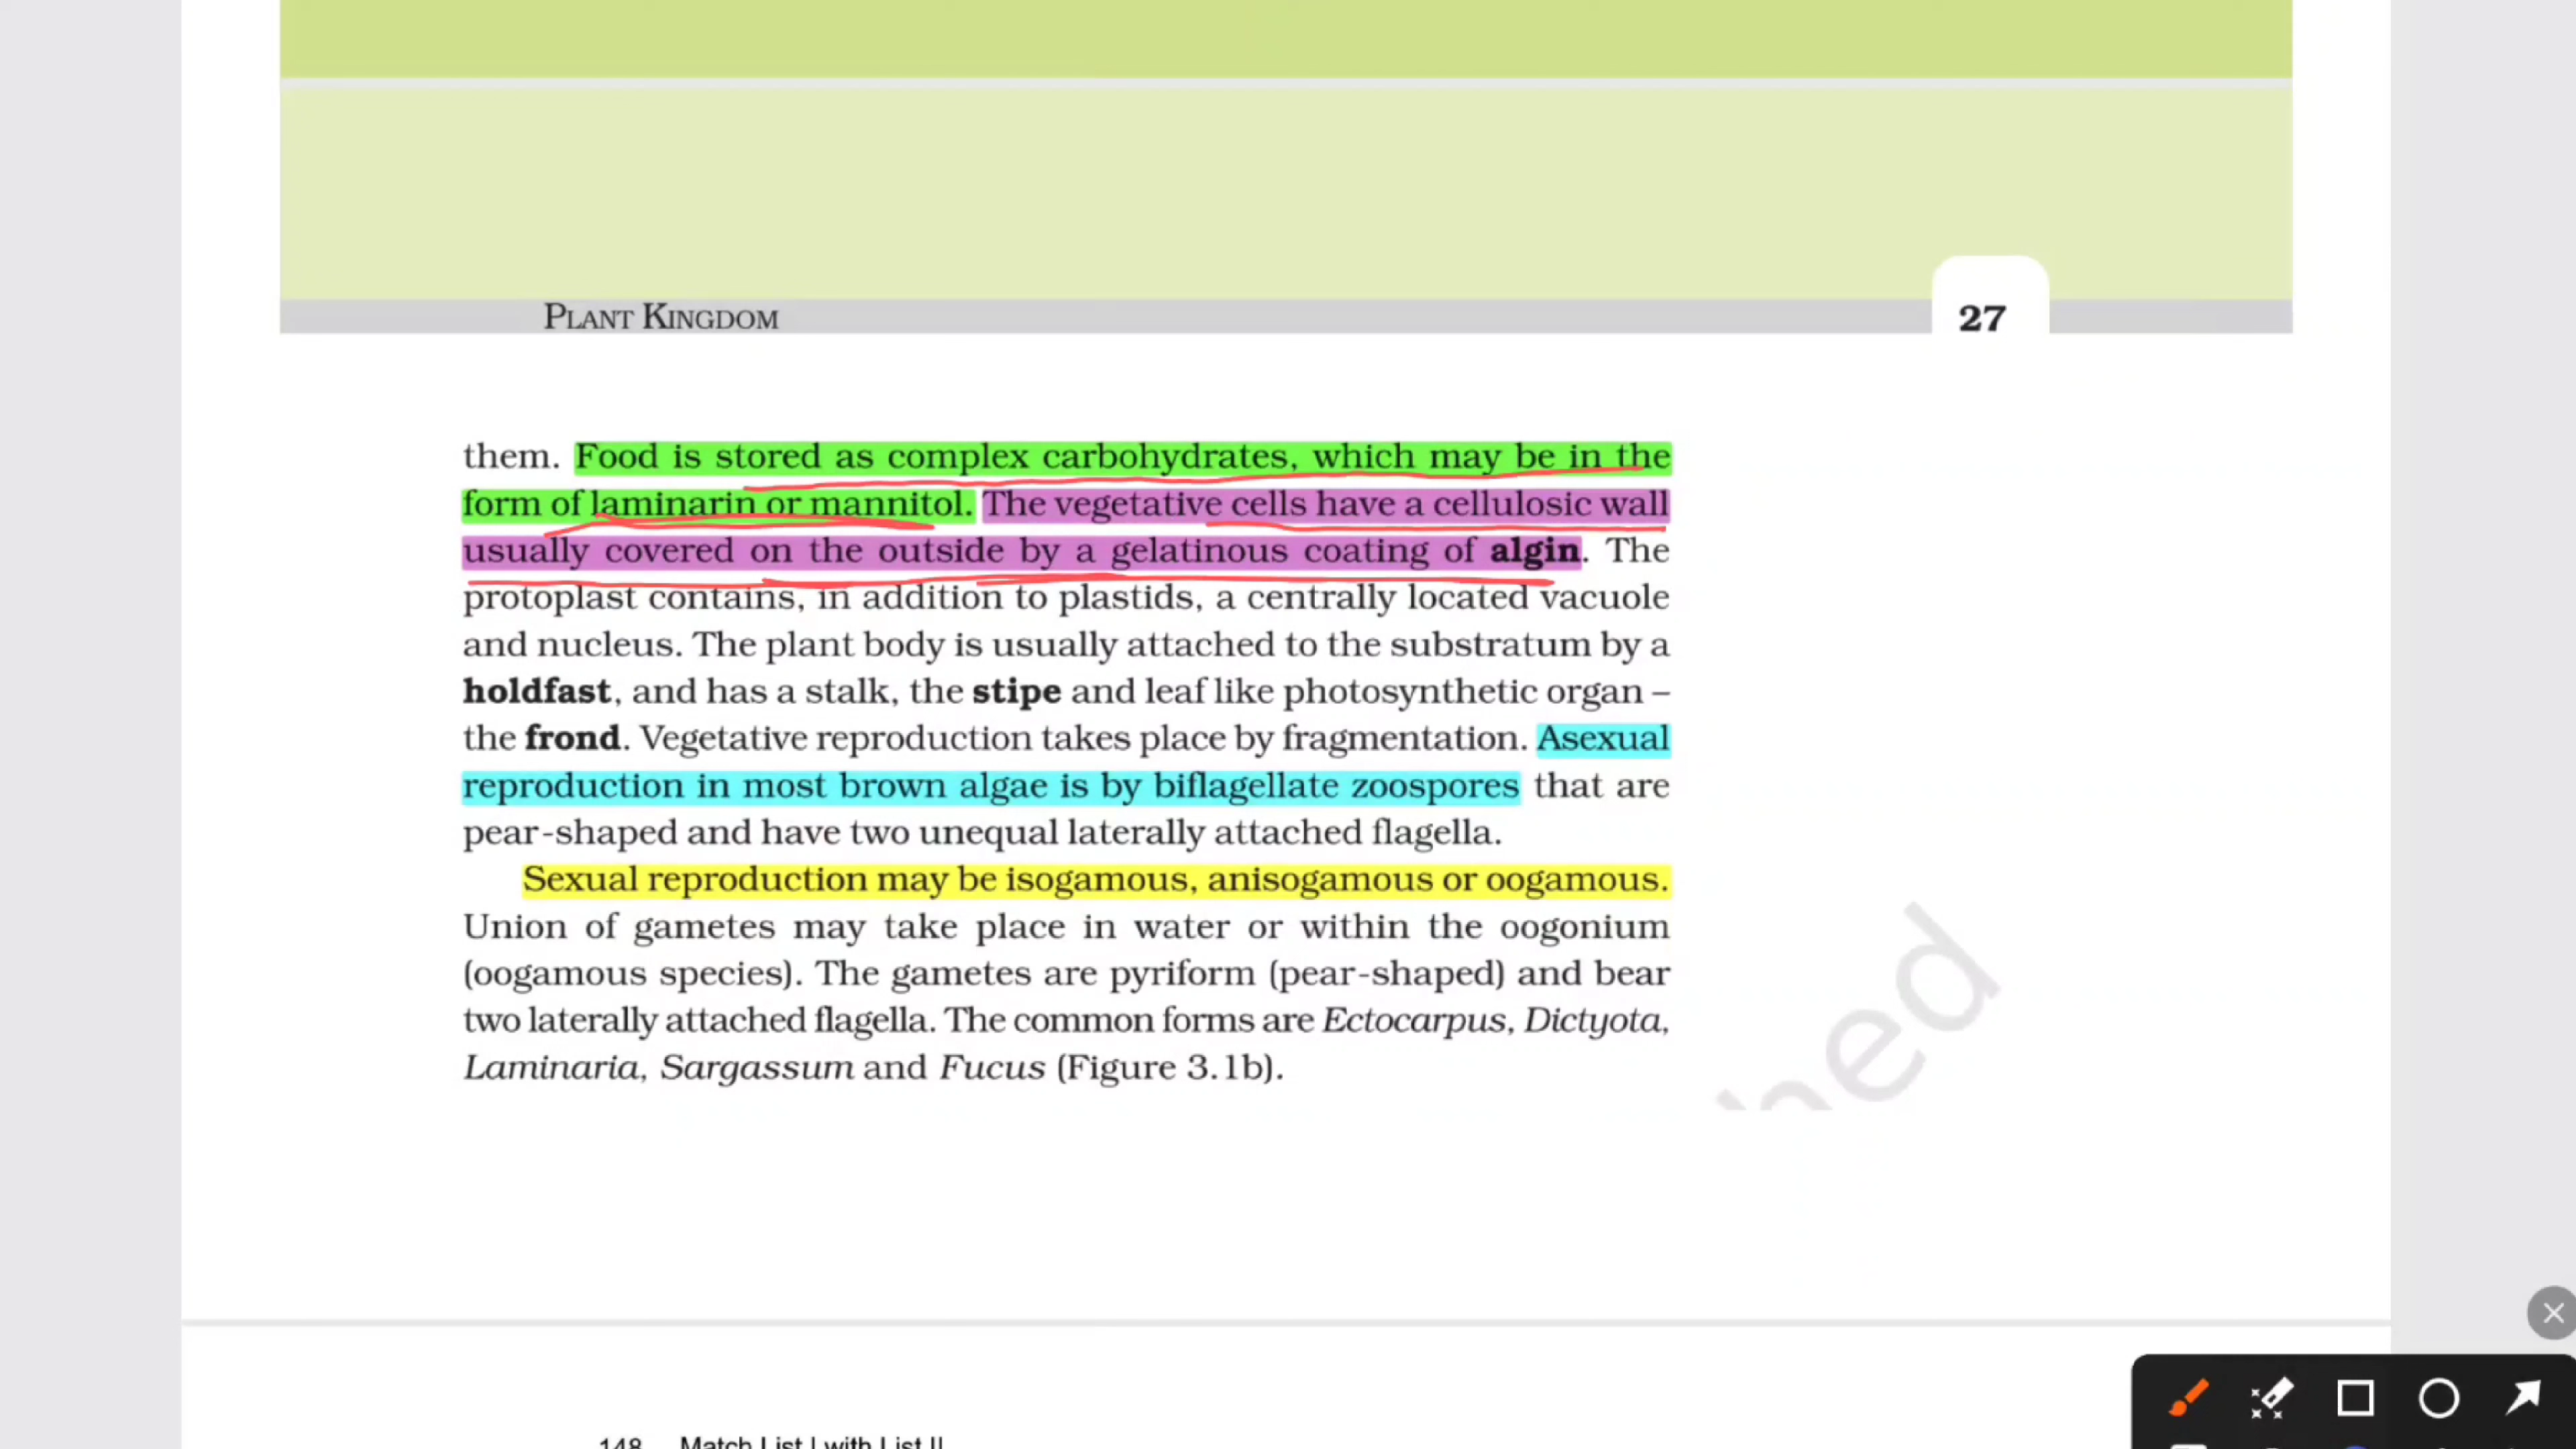 PLANT KINGDOM
27
them. Food is stored as complex carbohydrates, which may be in the
form of laminarin or mannitol. The vegetative cells have a cellulosic wall
usually covered on the outside by a gelatinous coating of algin. The
protoplast contains, in addition to plastids, a centrally located vacuole
and nucleus. The plant body is usually attached to the substratum by a
holdfast, and has a stalk, the stipe and leaf like photosynthetic organ –
the frond. Vegetative reproduction takes place by fragmentation. Asexual
reproduction in most brown algae is by biflagellate zoospores that are
pear-shaped and have two unequal laterally attached flagella.
Sexual reproduction may be isogamous, anisogamous or oogamous.
Union of gametes may take place in water or within the oogonium
(oogamous species). The gametes are pyriform (pear-shaped) and bear
two laterally attached flagella. The common forms are Ectocarpus, Dictyota,
Laminaria, Sargassum and Fucus (Figure 3.1b).
148 Match List I with List II